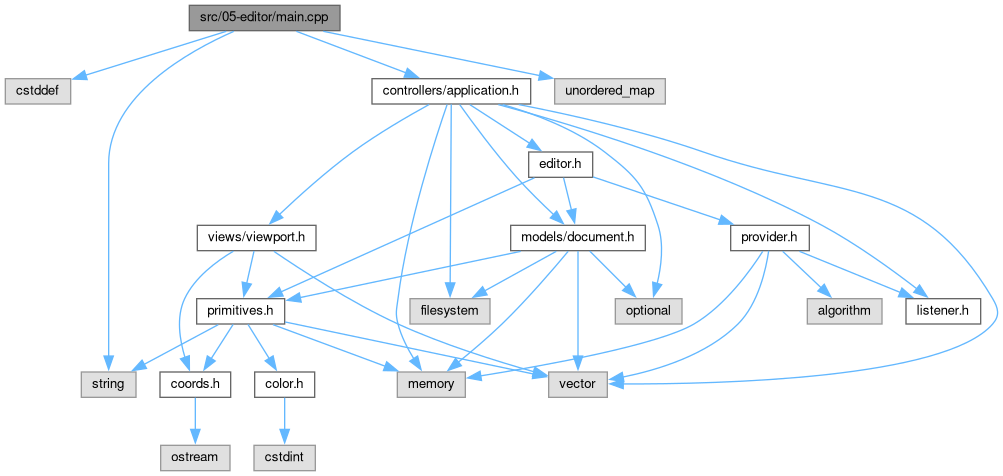 src/05-editor/main.cpp
cstddef
controllers/application.h
unordered_map
editor.h
views/viewport.h
models/document.h
provider.h
primitives.h
filesystem
optional
algorithm
listener.h
string
coords.h
color.h
memory
vector
ostream
cstdint